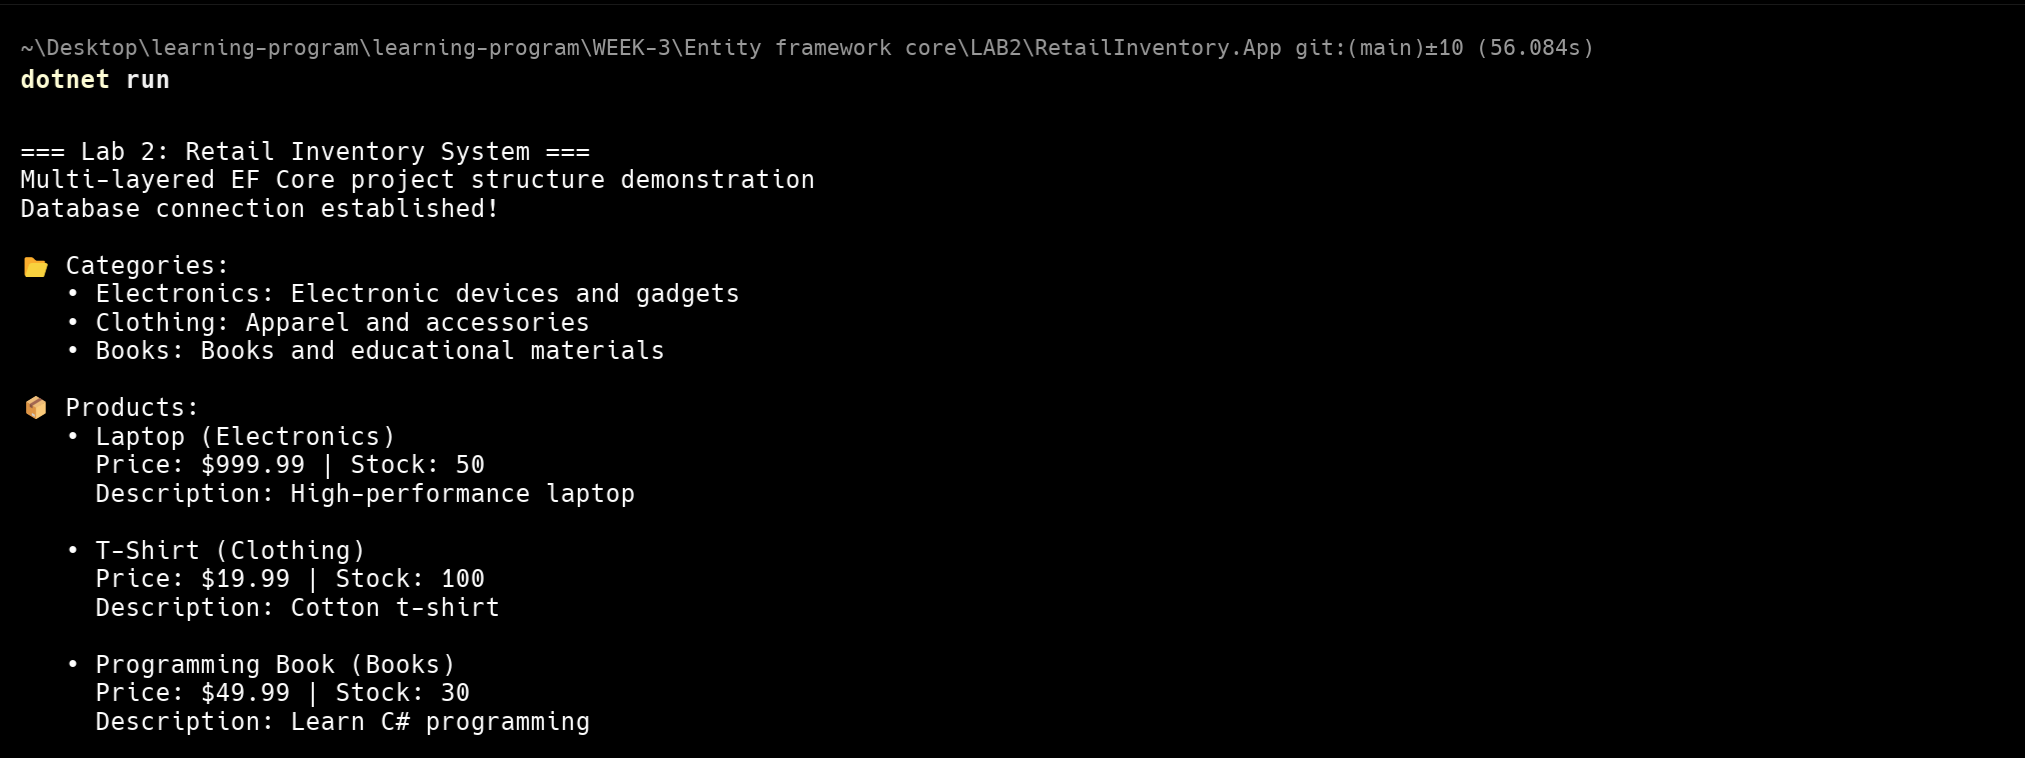 ~\Desktop\learning-program\learning-program\WEEK-3\Entity framework core\LAB2\RetailInventory.App git:(main)±10 (56.084s)
dotnet run
=== Lab 2: Retail Inventory System ===
Multi-layered EF Core project structure demonstration
Database connection established!
📂 Categories:
• Electronics: Electronic devices and gadgets
• Clothing: Apparel and accessories
• Books: Books and educational materials
📦 Products:
• Laptop (Electronics)
Price: $999.99 | Stock: 50
Description: High-performance laptop
• T-Shirt (Clothing)
Price: $19.99 | Stock: 100
Description: Cotton t-shirt
• Programming Book (Books)
Price: $49.99 | Stock: 30
Description: Learn C# programming